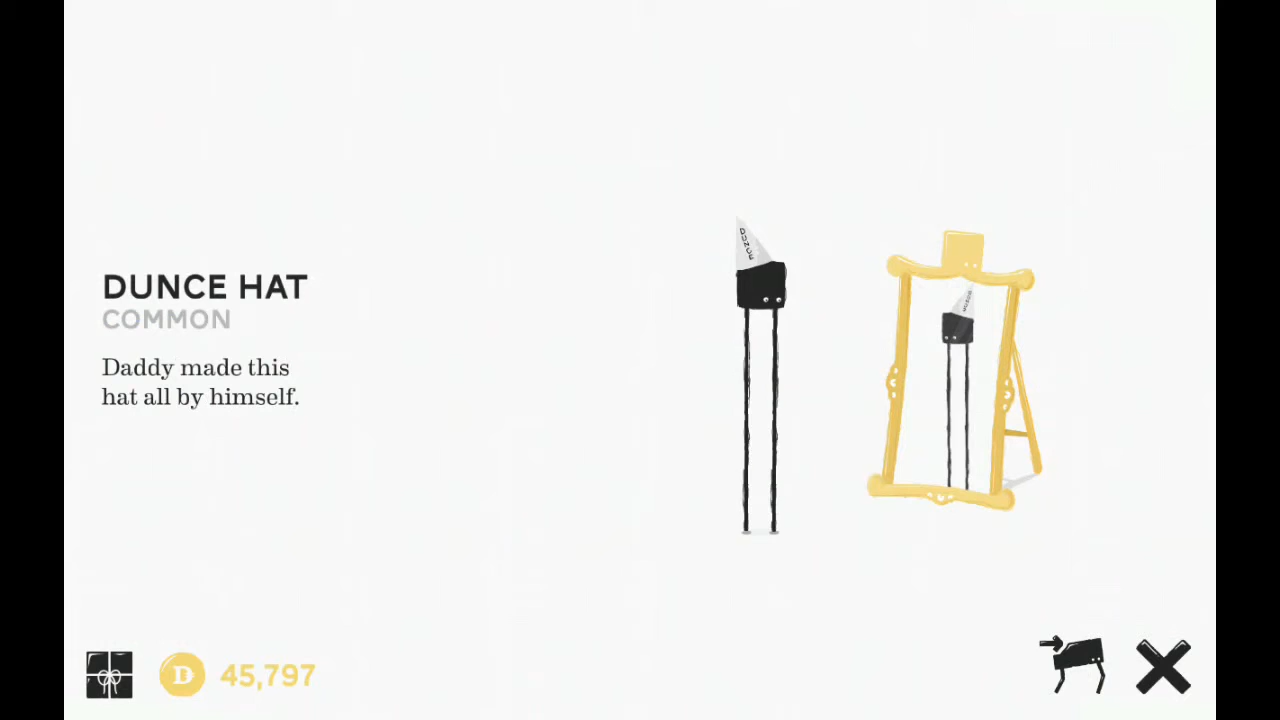 DUNCE HAT
COMMON
Daddy made this
hat all by himself.
DUNCE
D 45,797